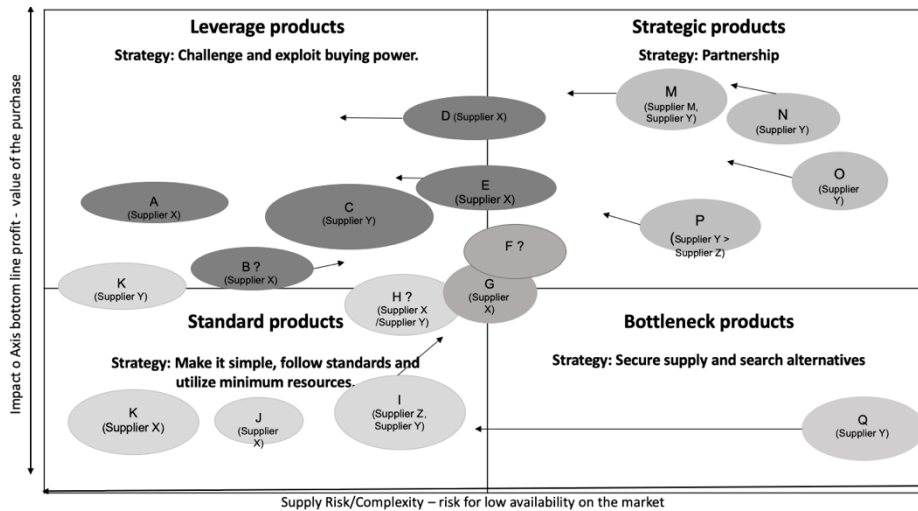 Leverage products
Strategy: Challenge and exploit buying power.
Strategic products
Strategy: Partnership
D (Supplier X)
M
(Supplier M,
Supplier Y)
N
(Supplier Y)
A
(Supplier X)
C
(Supplier Y)
E
(Supplier X)
O
(Supplier
Y)
P
(Supplier Y >
Supplier Z)
B ?
(Supplier X)
F ?
K
(Supplier Y)
H ?
(Supplier X
/Supplier Y)
G
(Supplier
X)
Standard products
Strategy: Make it simple, follow standards and
utilize minimum resources.
Bottleneck products
Strategy: Secure supply and search alternatives
K
(Supplier X)
J
(Supplier
X)
I
(Supplier Z,
Supplier Y)
Q
(Supplier Y)
Impact o Axis bottom line profit - value of the purchase
Supply Risk/Complexity – risk for low availability on the market